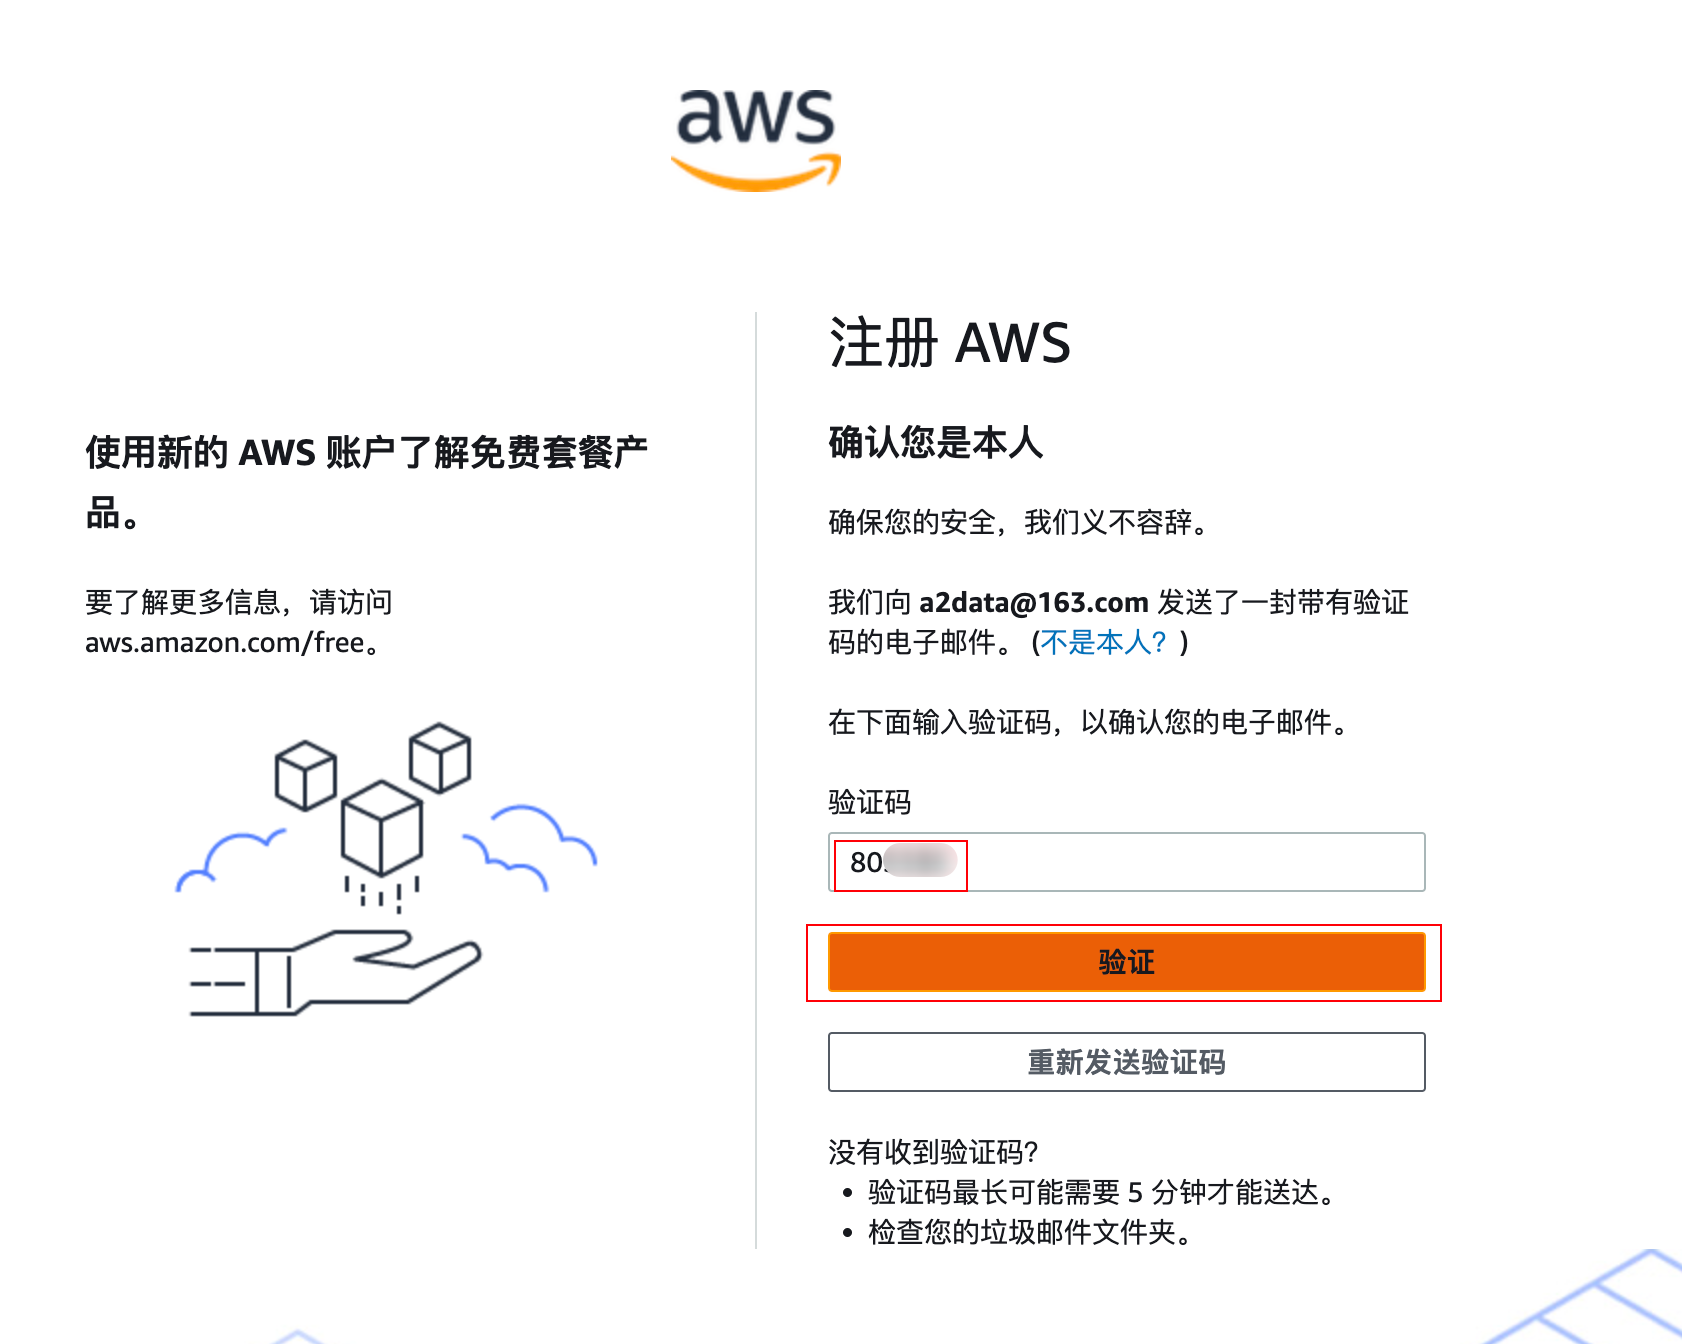 aws
使用新的 AWS 账户了解免费套餐产
品。
要了解更多信息，请访问
aws.amazon.com/free。
注册 AWS
确认您是本人
确保您的安全，我们义不容辞。
我们向 a2data@163.com 发送了一封带有验证
码的电子邮件。 (不是本人？)
在下面输入验证码，以确认您的电子邮件。
验证码
80
验证
重新发送验证码
没有收到验证码?
• 验证码最长可能需要 5 分钟才能送达。
• 检查您的垃圾邮件文件夹。